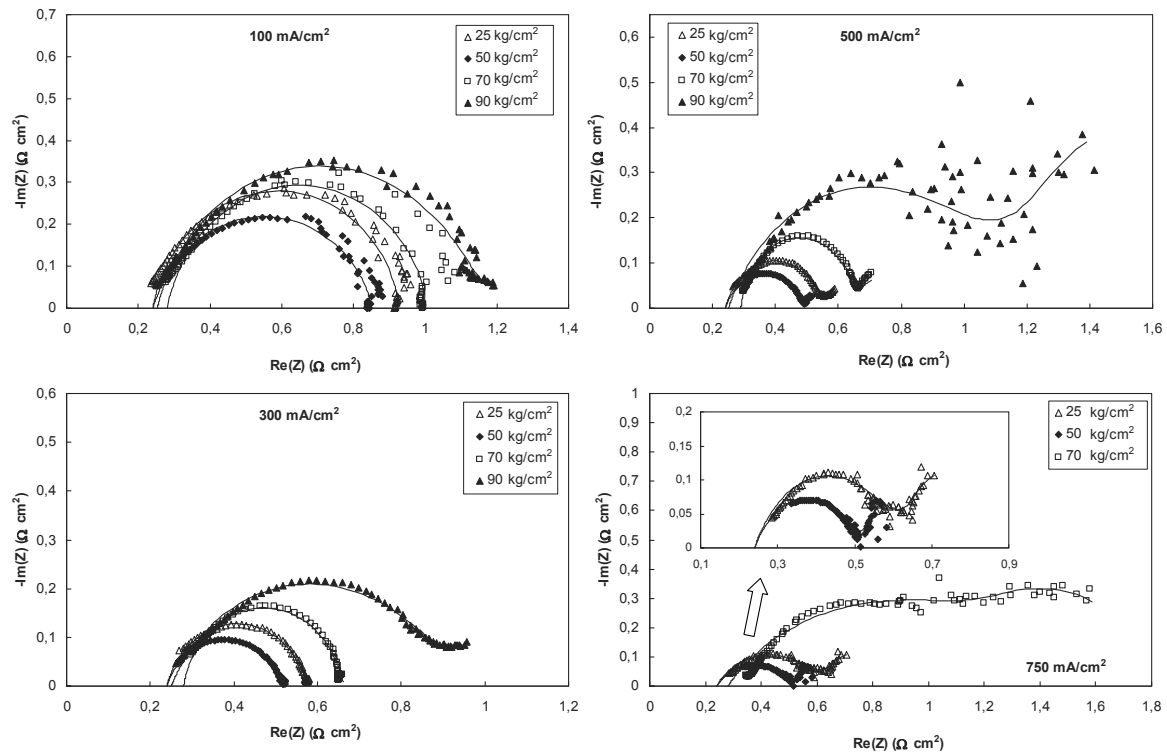 0,7
0,6
0,5
0,4
0,3
0,2
0,1
0
-Im(Z) (Ω cm²)
100 mA/cm²
25 kg/cm²
50 kg/cm²
70 kg/cm²
90 kg/cm²
0 0,2 0,4 0,6 0,8 1 1,2 1,4
Re(Z) (Ω cm²)
0,6
0,5
0,4
0,3
0,2
0,1
0
-Im(Z) (Ω cm²)
500 mA/cm²
25 kg/cm²
50 kg/cm²
70 kg/cm²
90 kg/cm²
0 0,2 0,4 0,6 0,8 1 1,2 1,4 1,6
Re(Z) (Ω cm²)
0,6
0,5
0,4
0,3
0,2
0,1
0
-Im(Z) (Ω cm²)
300 mA/cm²
25 kg/cm²
50 kg/cm²
70 kg/cm²
90 kg/cm²
0 0,2 0,4 0,6 0,8 1 1,2
Re(Z) (Ω cm²)
1
0,9
0,8
0,7
0,6
0,5
0,4
0,3
0,2
0,1
0
-Im(Z) (Ω cm²)
0,2
0,15
0,1
0,05
0
0,1 0,3 0,5 0,7 0,9
25 kg/cm²
50 kg/cm²
70 kg/cm²
750 mA/cm²
0 0,2 0,4 0,6 0,8 1 1,2 1,4 1,6 1,8
Re(Z) (Ω cm²)